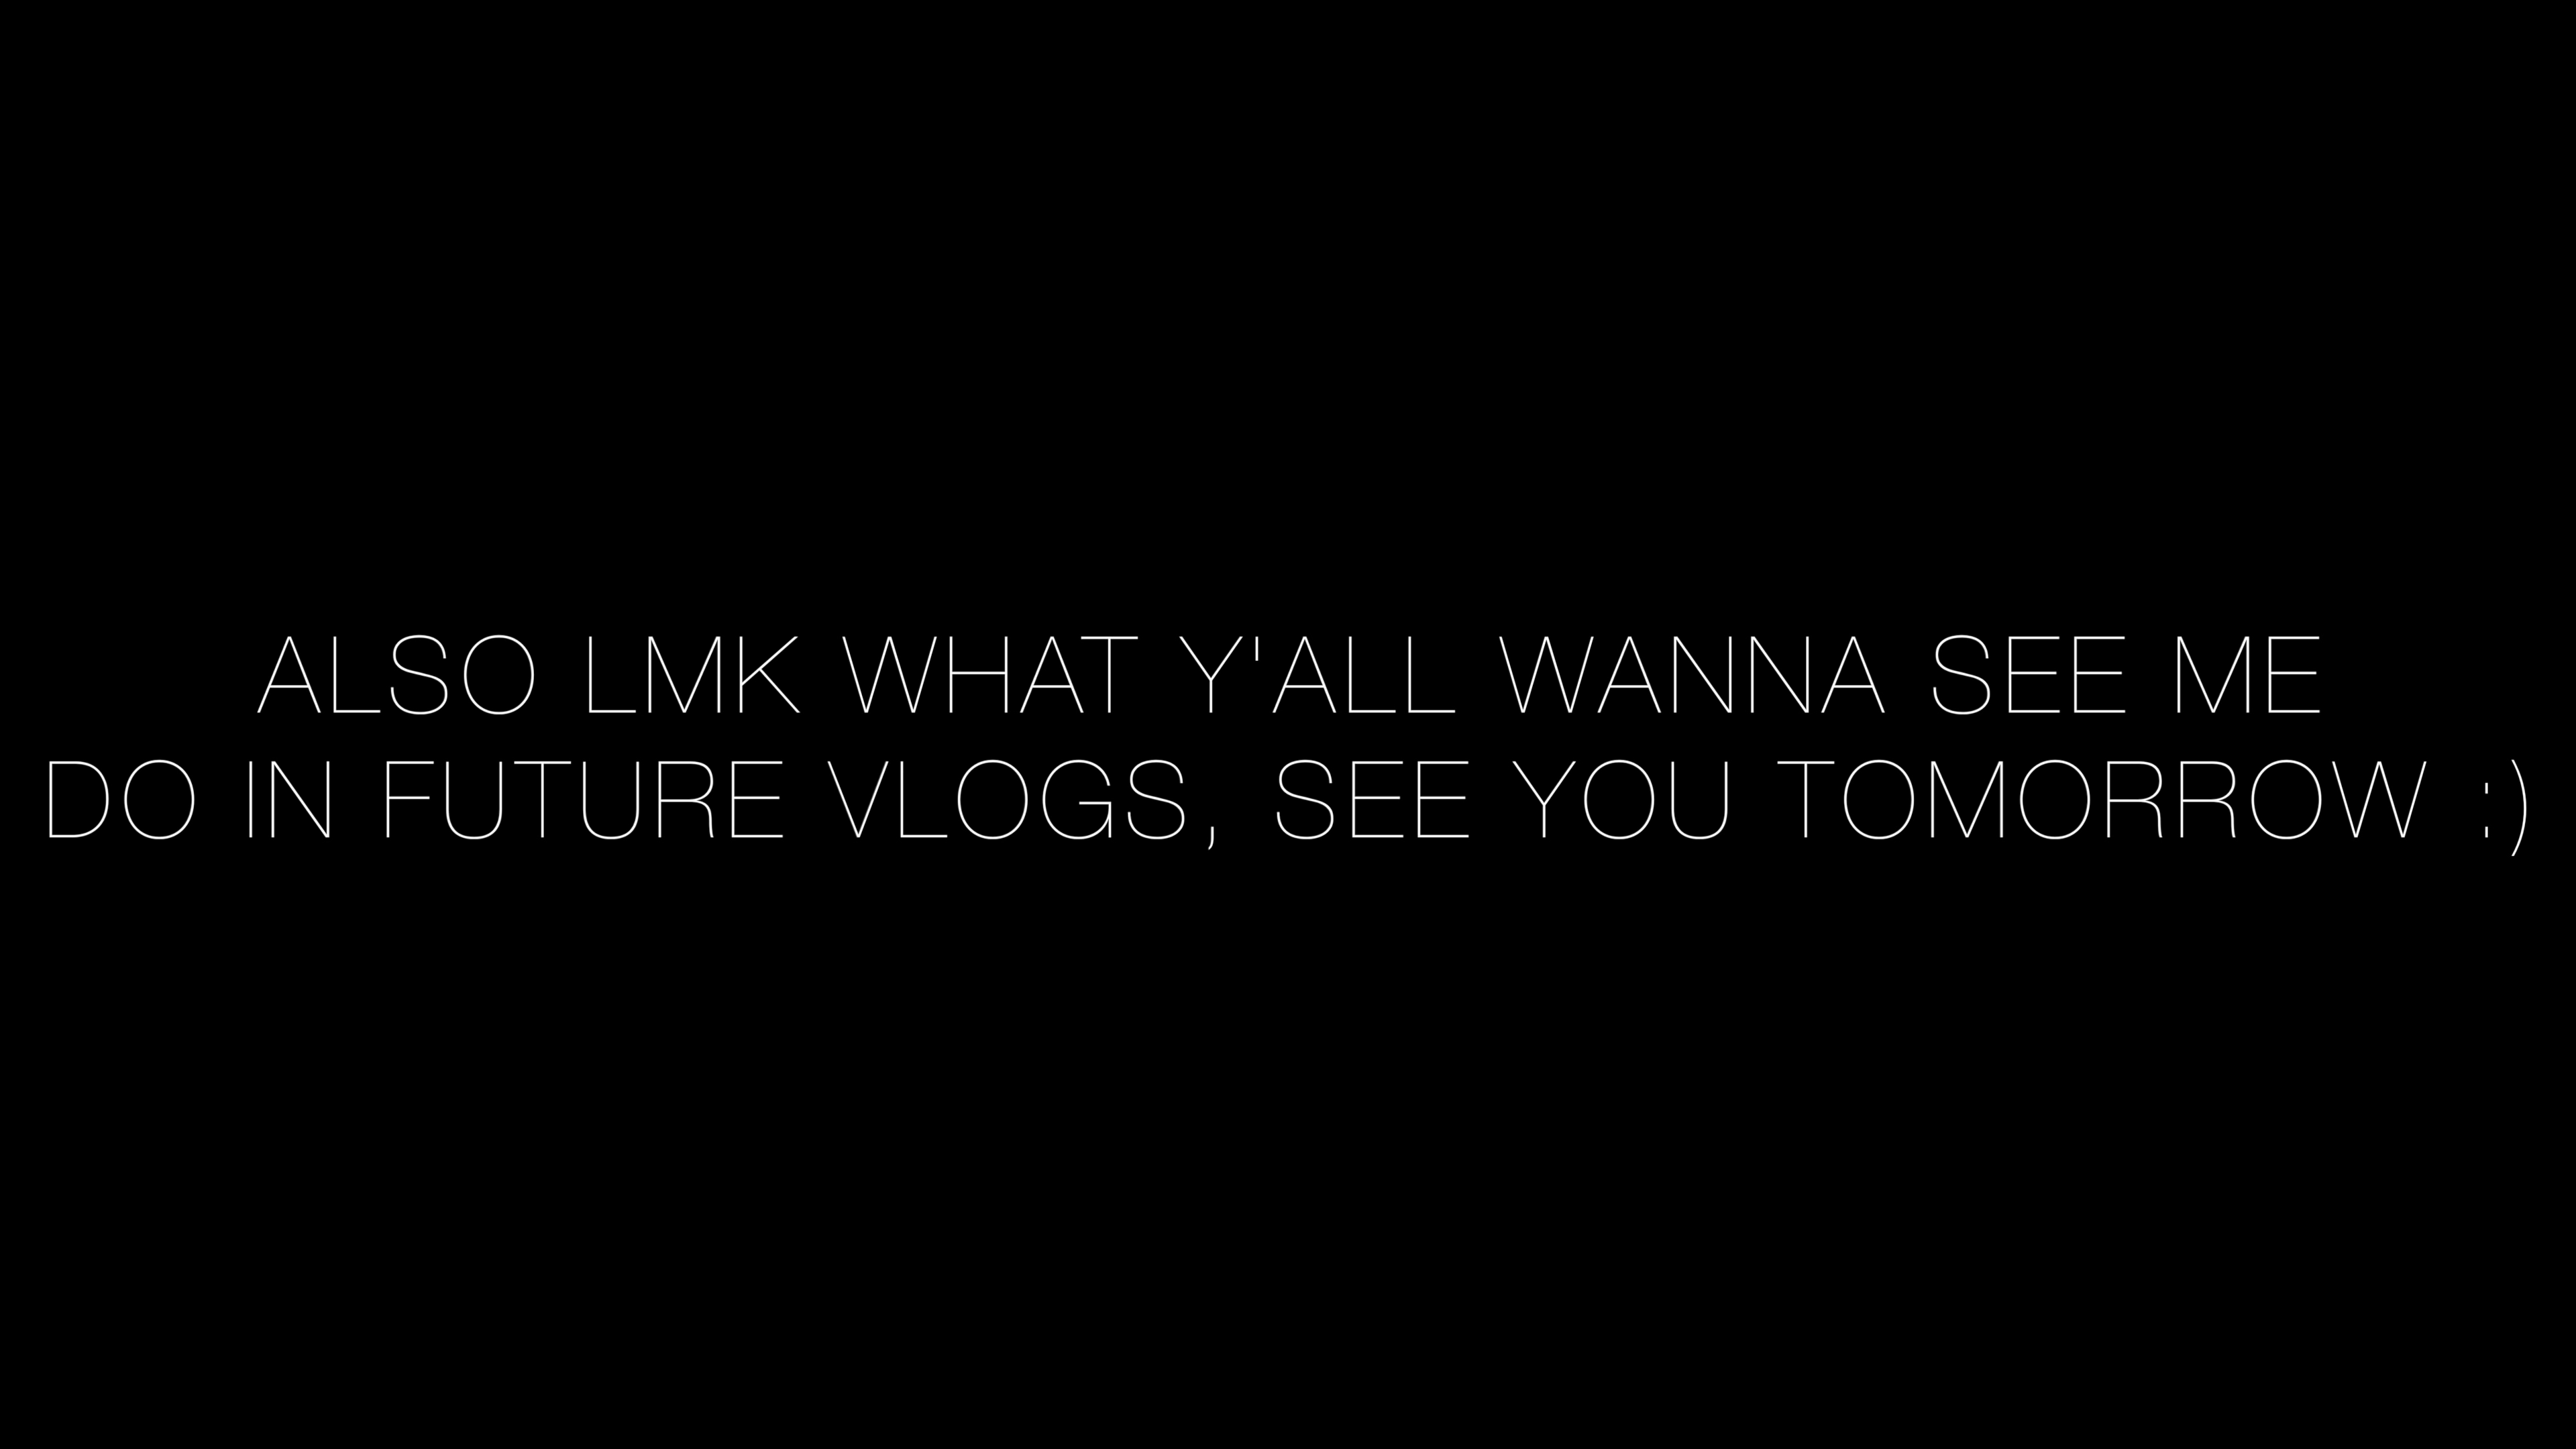 ALSO LMK WHAT Y'ALL WANNA SEE ME
DO IN FUTURE VLOGS, SEE YOU TOMORROW :)